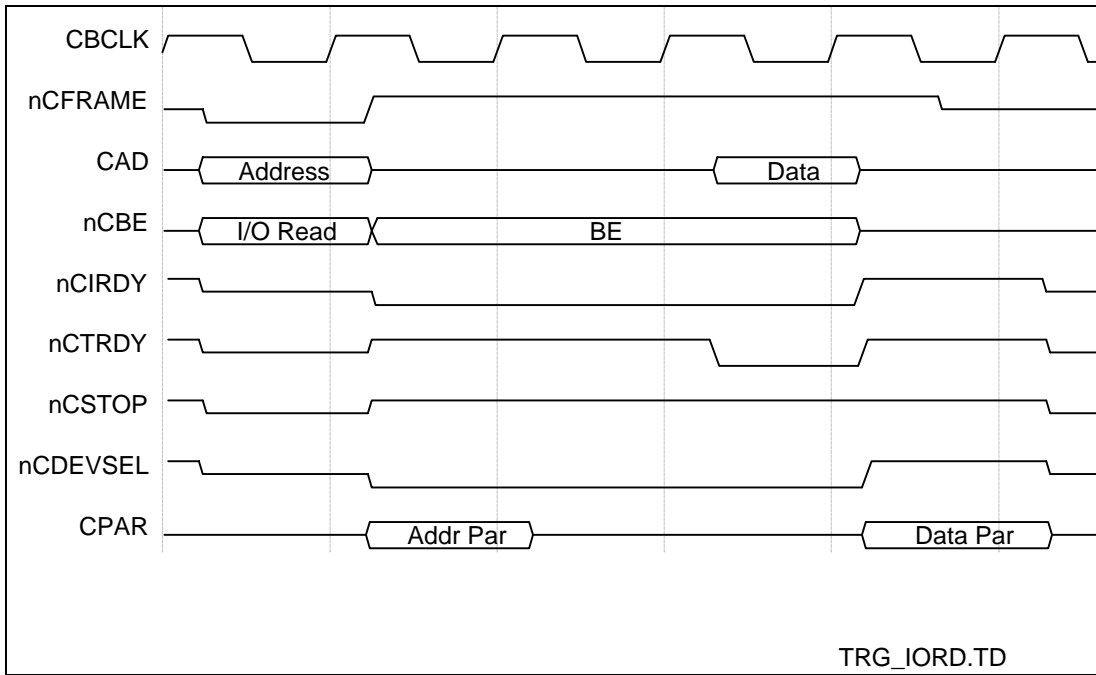 CBCLK
nCFRAME
CAD
Address
Data
nCBE
I/O Read
BE
nCIRDY
nCTRDY
nCSTOP
nCDEVSEL
CPAR
Addr Par
Data Par
TRG_IORD.TD